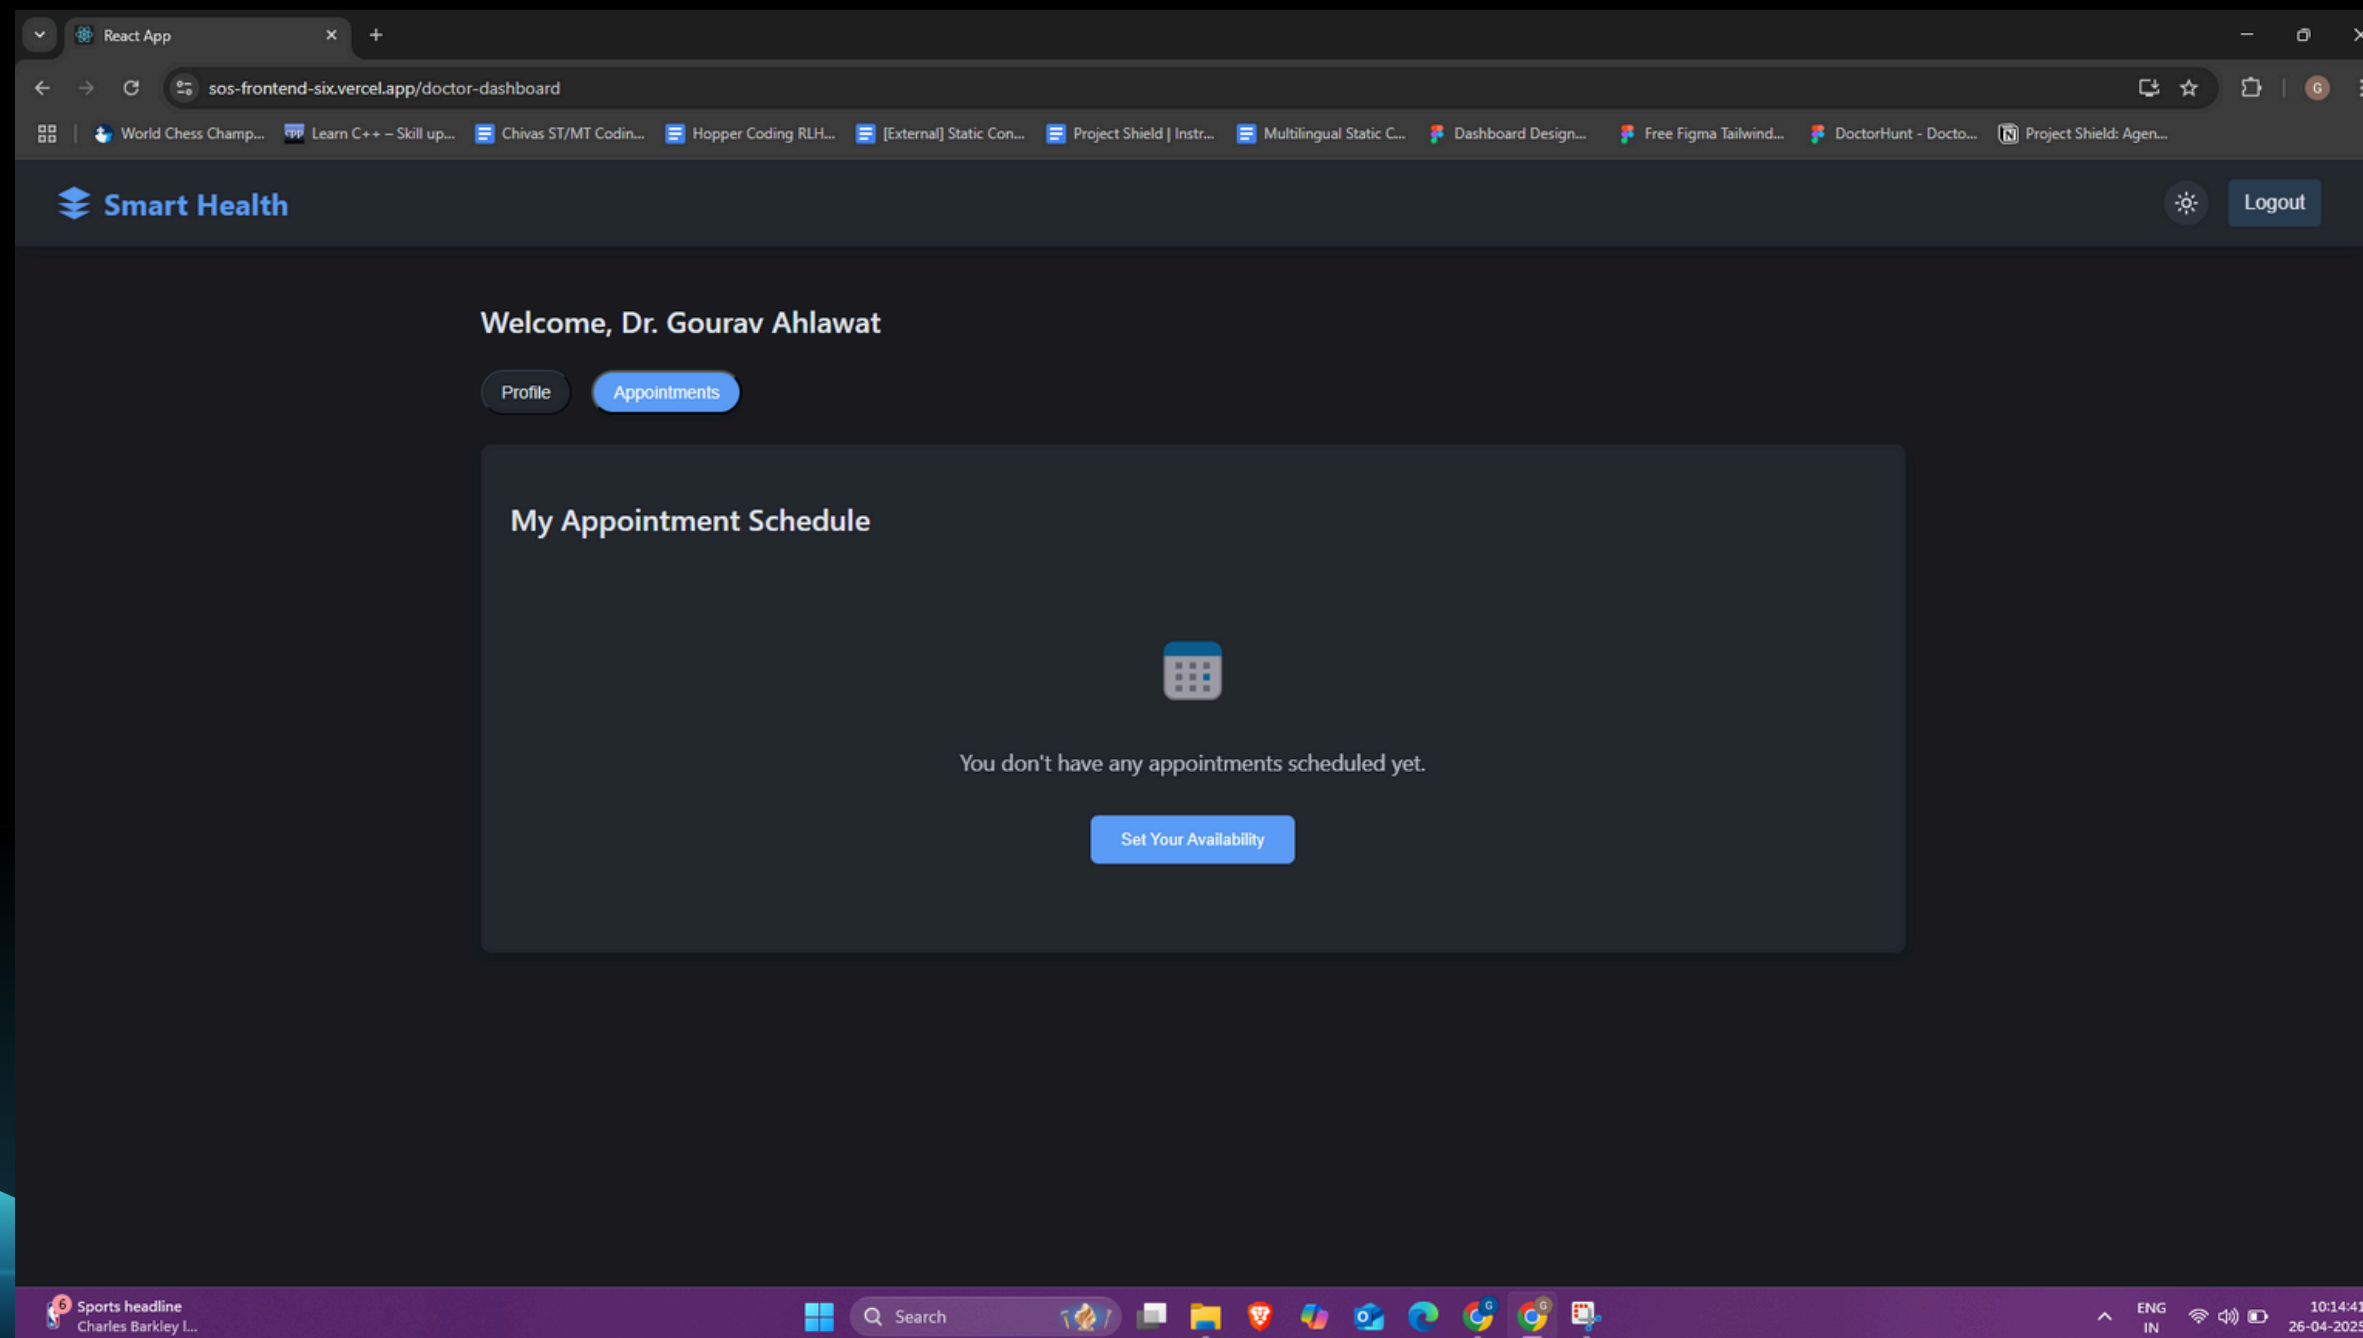 React App
sos-frontend-six.vercel.app/doctor-dashboard
G
World Chess Champ... Learn C++ – Skill up... Chivas ST/MT Codin... Hopper Coding RLH... [External] Static Con... Project Shield | Instr... Multilingual Static C... Dashboard Design... Free Figma Tailwind... DoctorHunt - Docto... Project Shield: Agen...
Smart Health
Logout
Welcome, Dr. Gourav Ahlawat
Profile Appointments
My Appointment Schedule
You don't have any appointments scheduled yet.
Set Your Availability
6 Sports headline
Charles Barkley l...
Search
ENG
IN
10:14:41
26-04-2025